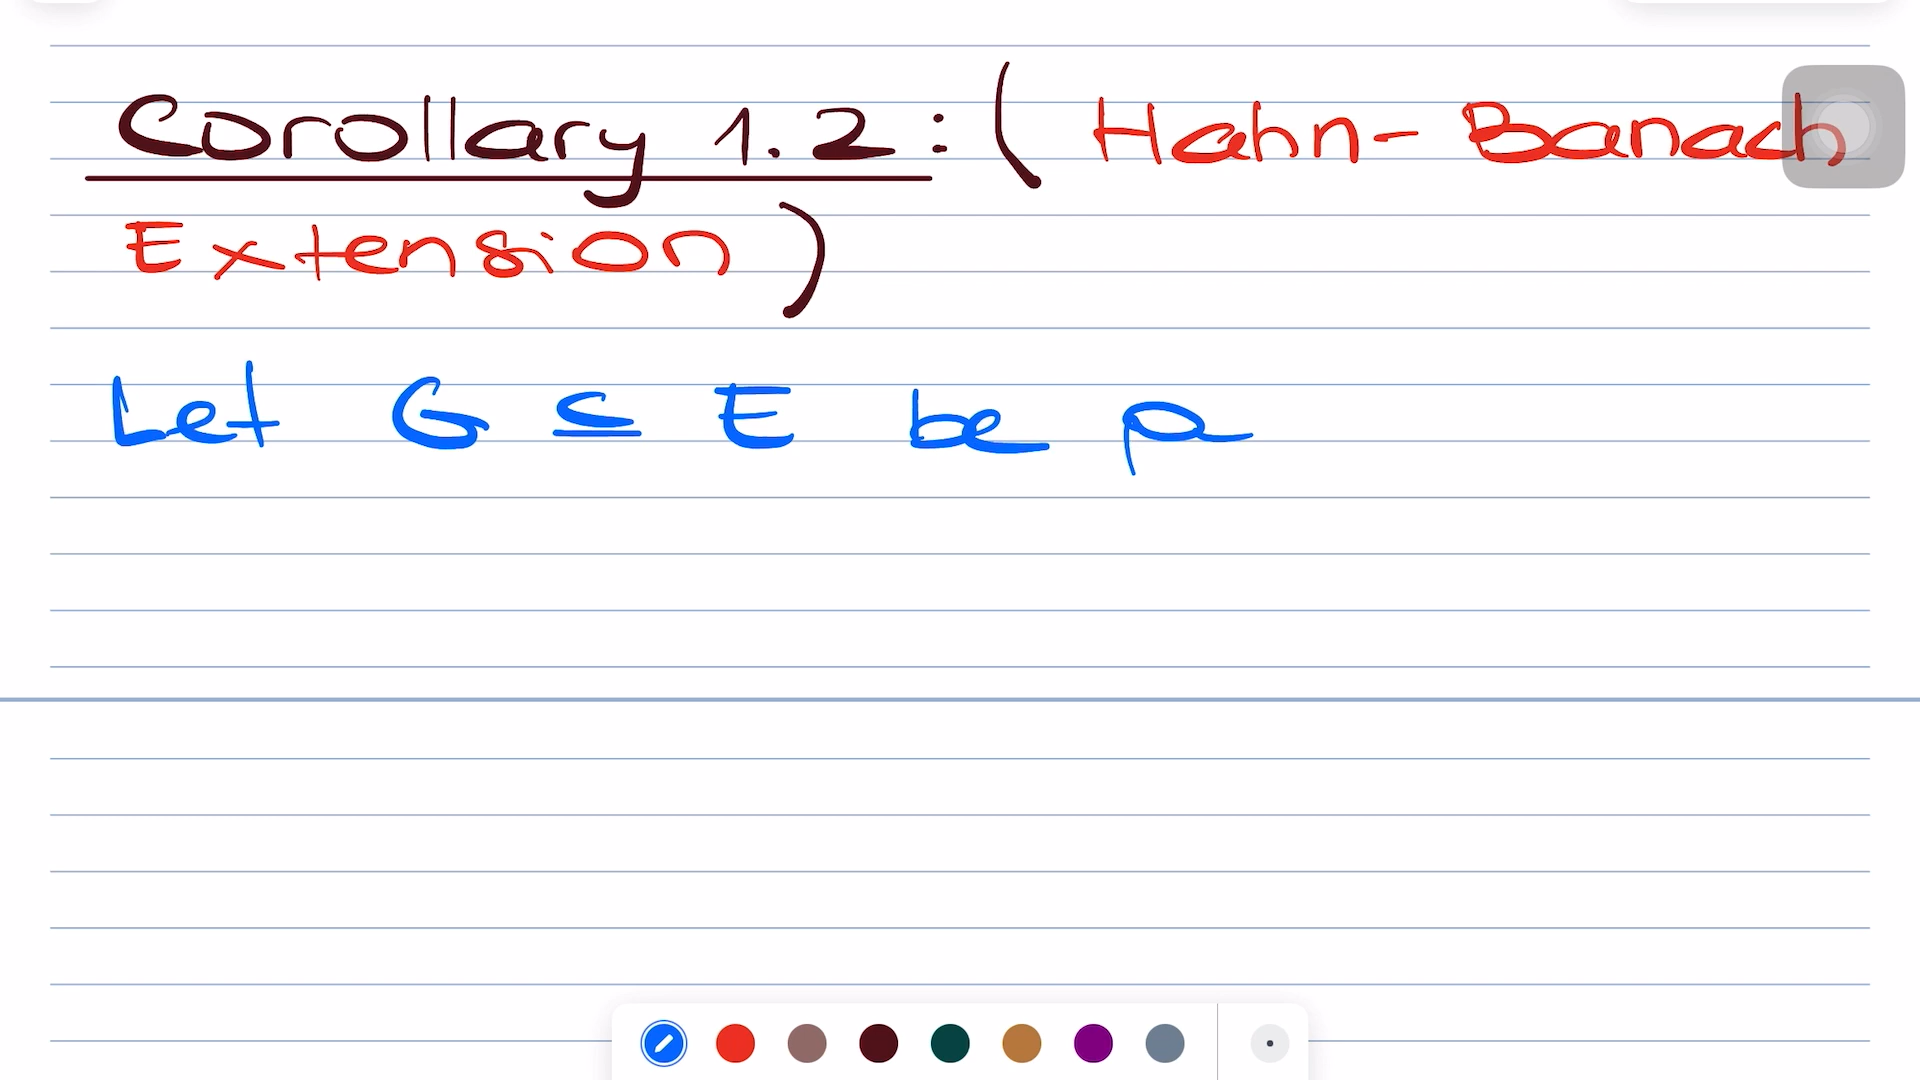 Corollary 1.2: (Hahn-Banach
Extension)
Let G ⊆ E be a